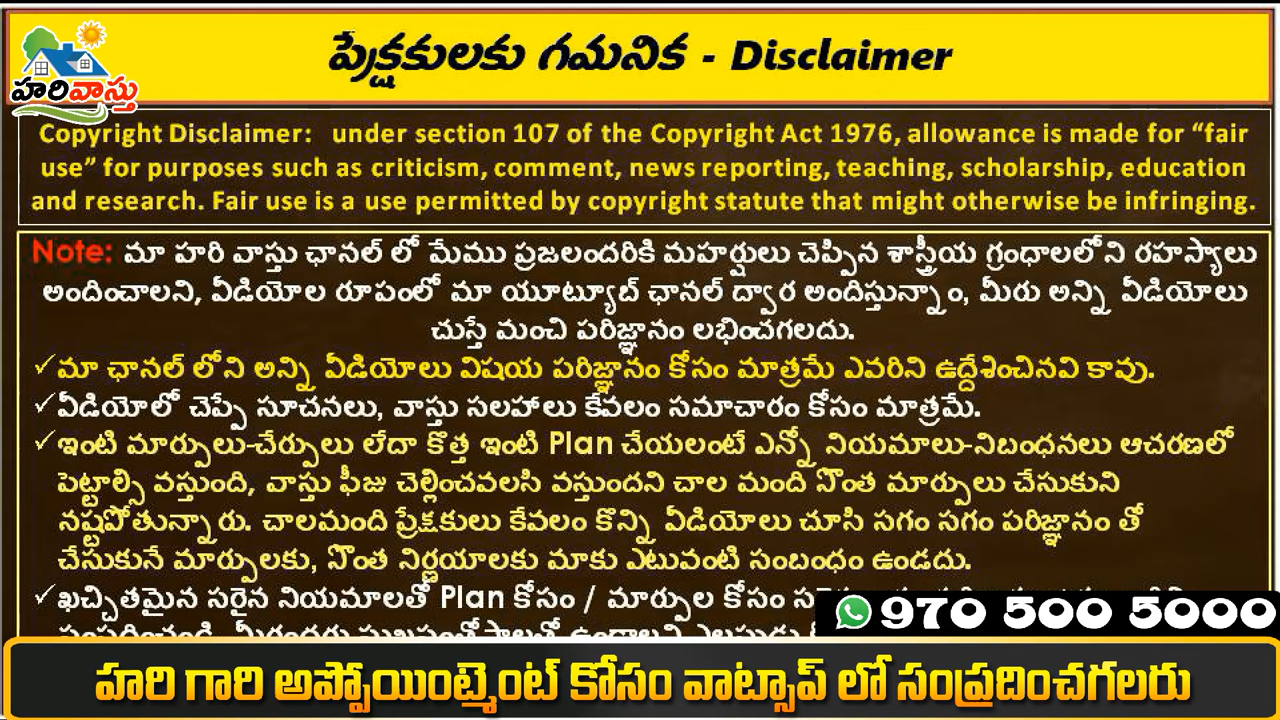 హరివాస్తు
ప్రేక్షకులకు గమనిక - Disclaimer
Copyright Disclaimer: under section 107 of the Copyright Act 1976, allowance is made for “fair
use” for purposes such as criticism, comment, news reporting, teaching, scholarship, education
and research. Fair use is a use permitted by copyright statute that might otherwise be infringing.
Note: మా హరి వాస్తు ఛానల్ లో మేము ప్రజలందరికి మహర్షులు చెప్పిన శాస్త్రీయ గ్రంధాలలోని రహస్యాలు
అందించాలని, వీడియోల రూపంలో మా యూట్యూబ్ ఛానల్ ద్వార అందిస్తున్నాం, మీరు అన్ని వీడియోలు
చుస్తే మంచి పరిజ్ఞానం లభించగలదు.
✓మా ఛానల్ లోని అన్ని వీడియోలు విషయ పరిజ్ఞానం కోసం మాత్రమే ఎవరిని ఉద్దేశించినవి కావు.
✓వీడియోలో చెప్పే సూచనలు, వాస్తు సలహాలు కేవలం సమాచారం కోసం మాత్రమే.
✓ఇంటి మార్పులు-చేర్పులు లేదా కొత్త ఇంటి Plan చేయలంటే ఎన్నో నియమాలు-నిబంధనలు ఆచరణలో
పెట్టాల్సి వస్తుంది, వాస్తు ఫీజు చెల్లించవలసి వస్తుందని చాల మంది సొంత మార్పులు చేసుకుని
నష్టపోతున్నారు. చాలమంది ప్రేక్షకులు కేవలం కొన్ని వీడియోలు చూసి సగం సగం పరిజ్ఞానం తో
చేసుకునే మార్పులకు, సొంత నిర్ణయాలకు మాకు ఎటువంటి సంబంధం ఉండదు.
✓ఖచ్చితమైన సరైన నియమాలతో Plan కోసం / మార్పుల కోసం
970 500 5000
హరి గారి అప్పోయింట్మెంట్ కోసం వాట్సాప్ లో సంప్రదించగలరు